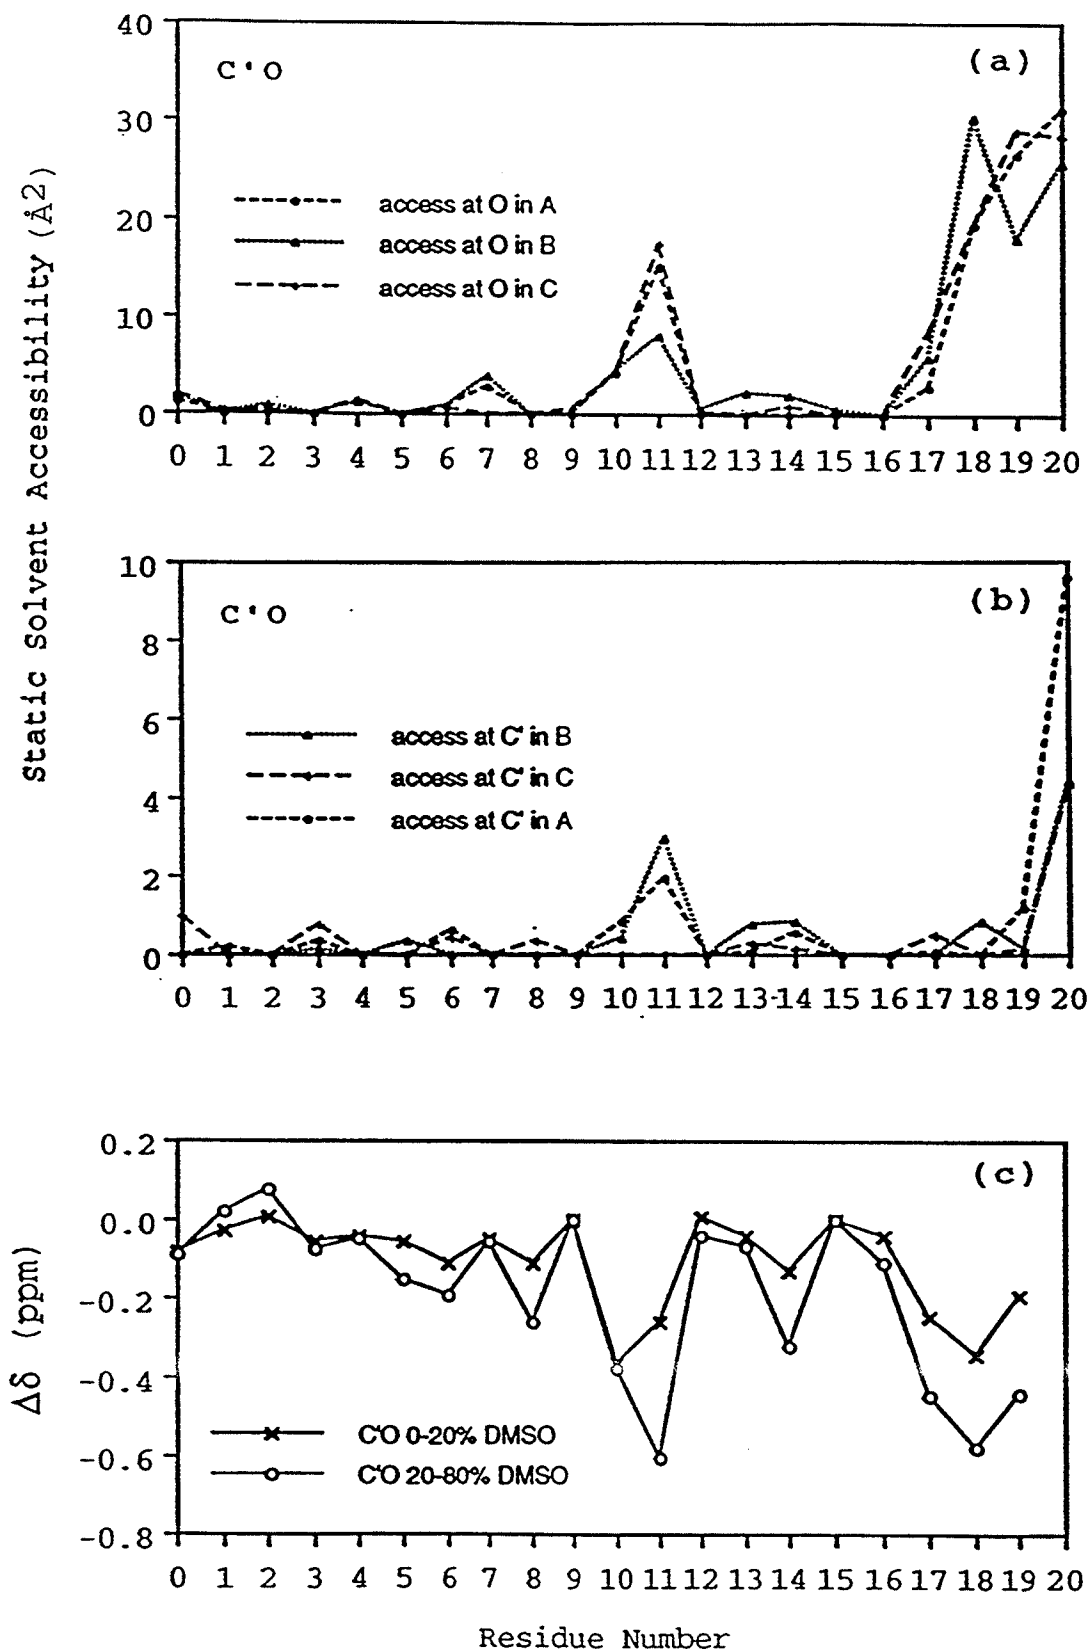 Static Solvent Accessibility (Å2)
40
30
20
10
0
C'O
(a)
access at O in A
access at O in B
access at O in C
0 1 2 3 4 5 6 7 8 9 10 11 12 13 14 15 16 17 18 19 20
10
8
6
4
2
0
C'O
(b)
access at C' in B
access at C' in C
access at C' in A
0 1 2 3 4 5 6 7 8 9 10 11 12 13 14 15 16 17 18 19 20
Δδ (ppm)
0.2
0.0
-0.2
-0.4
-0.6
-0.8
(c)
C'O 0-20% DMSO
C'O 20-80% DMSO
0 1 2 3 4 5 6 7 8 9 10 11 12 13 14 15 16 17 18 19 20
Residue Number